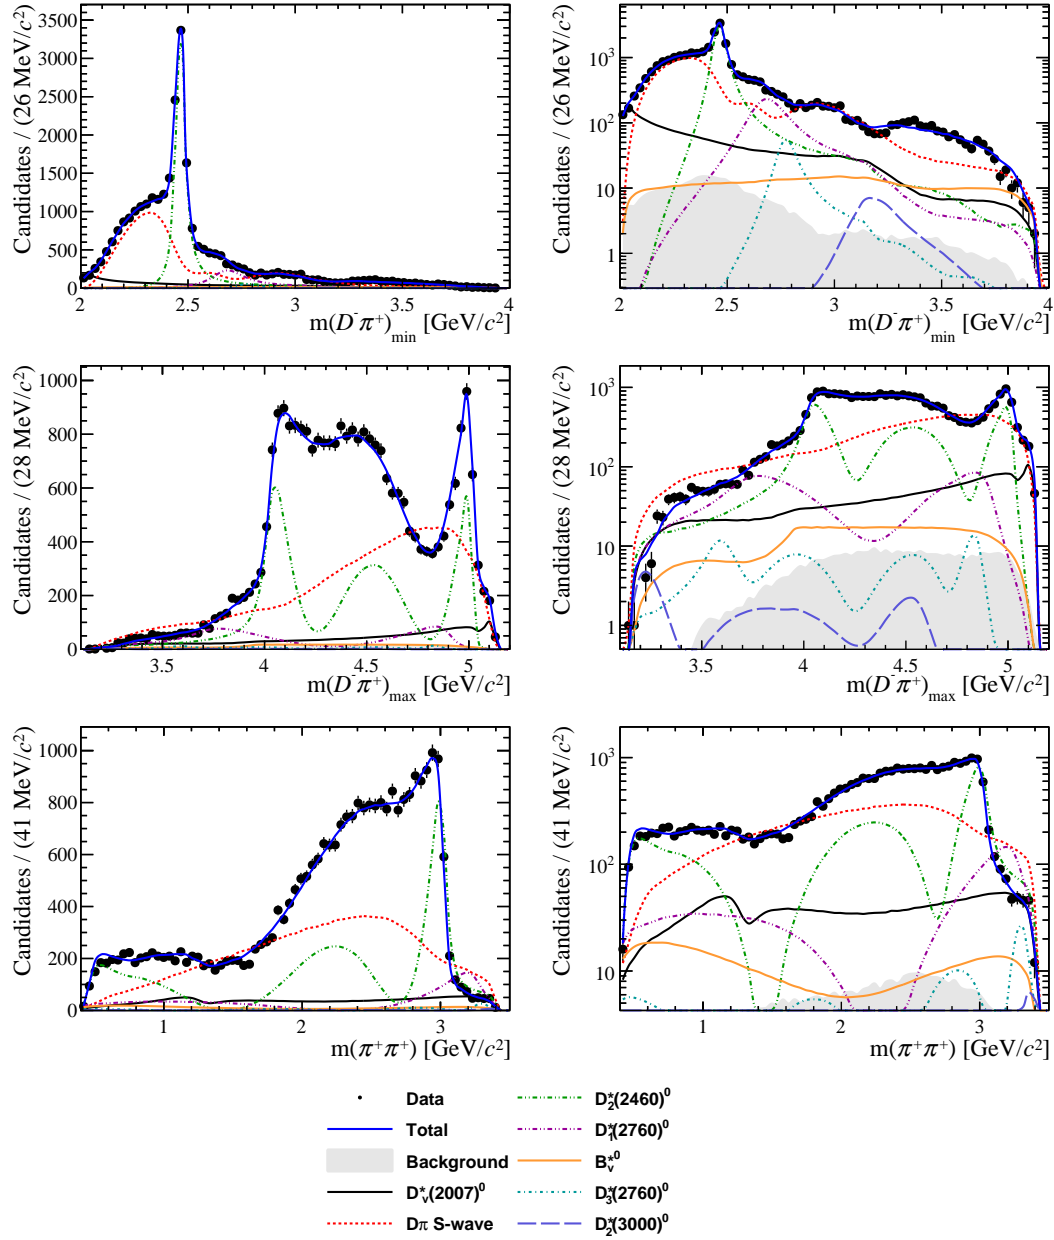 Candidates / (26 MeV/c²)
3500
3000
2500
2000
1500
1000
500
0
2 2.5 3 3.5 4
m(D⁻π⁺)min [GeV/c²]
Candidates / (26 MeV/c²)
10³
10²
10
1
2 2.5 3 3.5 4
m(D⁻π⁺)min [GeV/c²]
Candidates / (28 MeV/c²)
1000
800
600
400
200
0
3.5 4 4.5 5
m(D⁻π⁺)max [GeV/c²]
Candidates / (28 MeV/c²)
10³
10²
10
1
3.5 4 4.5 5
m(D⁻π⁺)max [GeV/c²]
Candidates / (41 MeV/c²)
1000
800
600
400
200
0
1 2 3
m(π⁺π⁺) [GeV/c²]
Candidates / (41 MeV/c²)
10³
10²
10
1 2 3
m(π⁺π⁺) [GeV/c²]
Data
Total
Background
D*v(2007)⁰
Dπ S-wave
D*2(2460)⁰
D*1(2760)⁰
B*v⁰
D*3(2760)⁰
D*2(3000)⁰